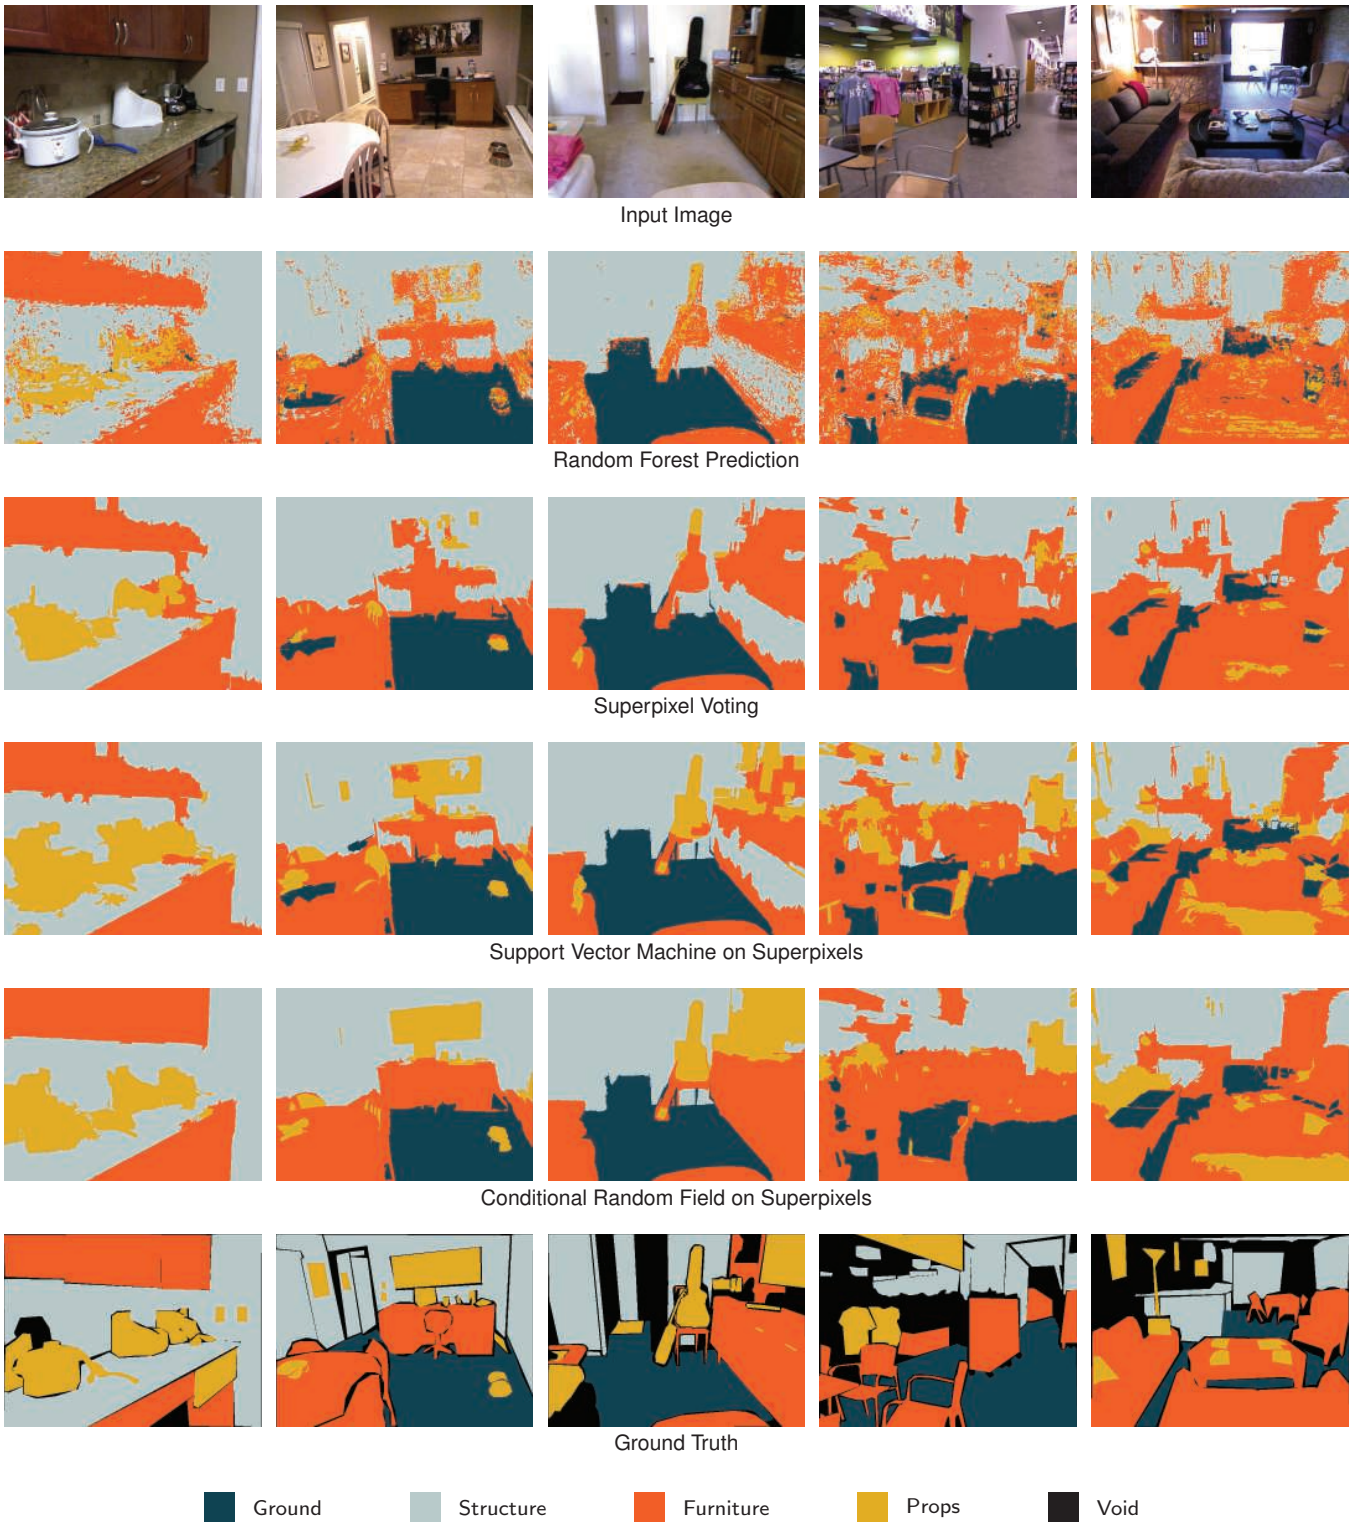 Input Image
Random Forest Prediction
Superpixel Voting
Support Vector Machine on Superpixels
Conditional Random Field on Superpixels
Ground Truth
Ground Structure Furniture Props Void